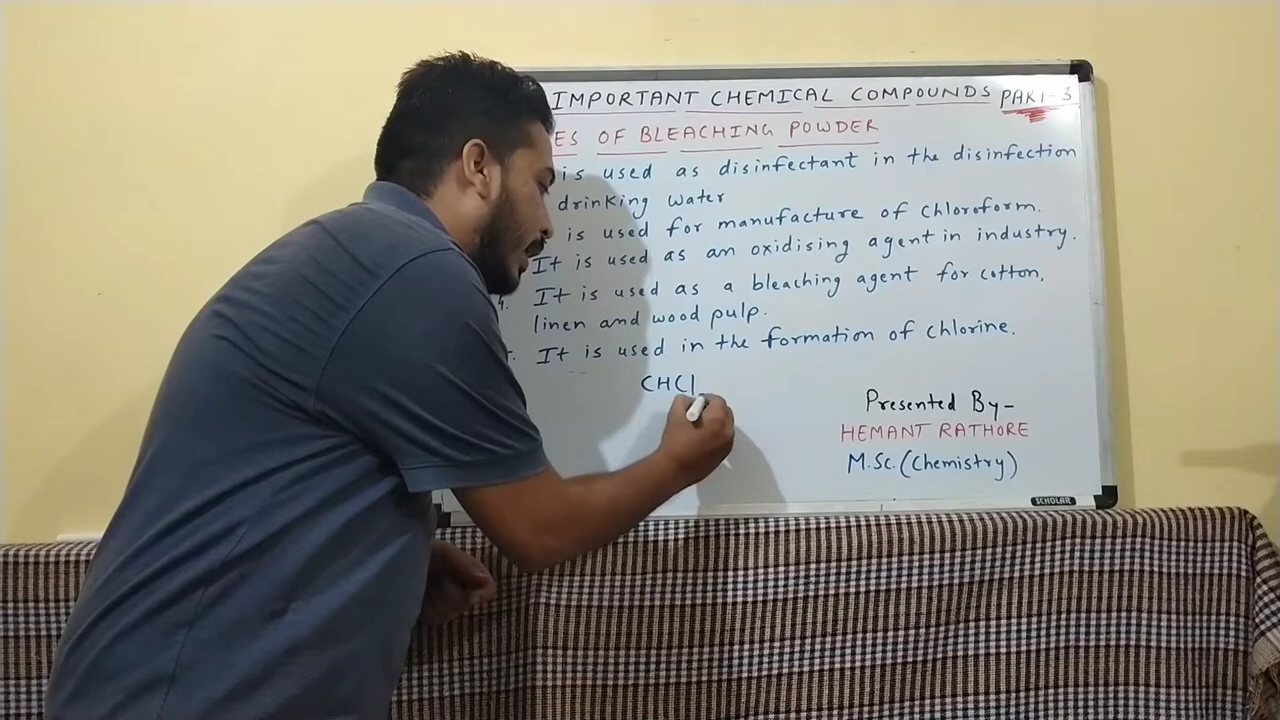 IMPORTANT CHEMICAL COMPOUNDS PART-3
ES OF BLEACHING POWDER
is used as disinfectant in the disinfection
drinking water
is used for manufacture of chloroform.
It is used as an oxidising agent in industry.
4. It is used as a bleaching agent for cotton,
linen and wood pulp.
It is used in the formation of chlorine.
CHCl
Presented By-
HEMANT RATHORE
M.Sc. (Chemistry)
SCHOLAR